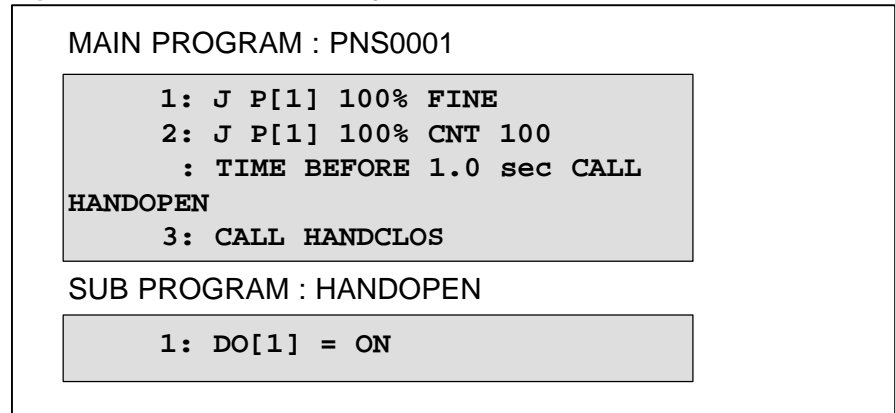 MAIN PROGRAM : PNS0001
1: J P[1] 100% FINE
2: J P[1] 100% CNT 100
: TIME BEFORE 1.0 sec CALL
HANDOPEN
3: CALL HANDCLOS
SUB PROGRAM : HANDOPEN
1: DO[1] = ON